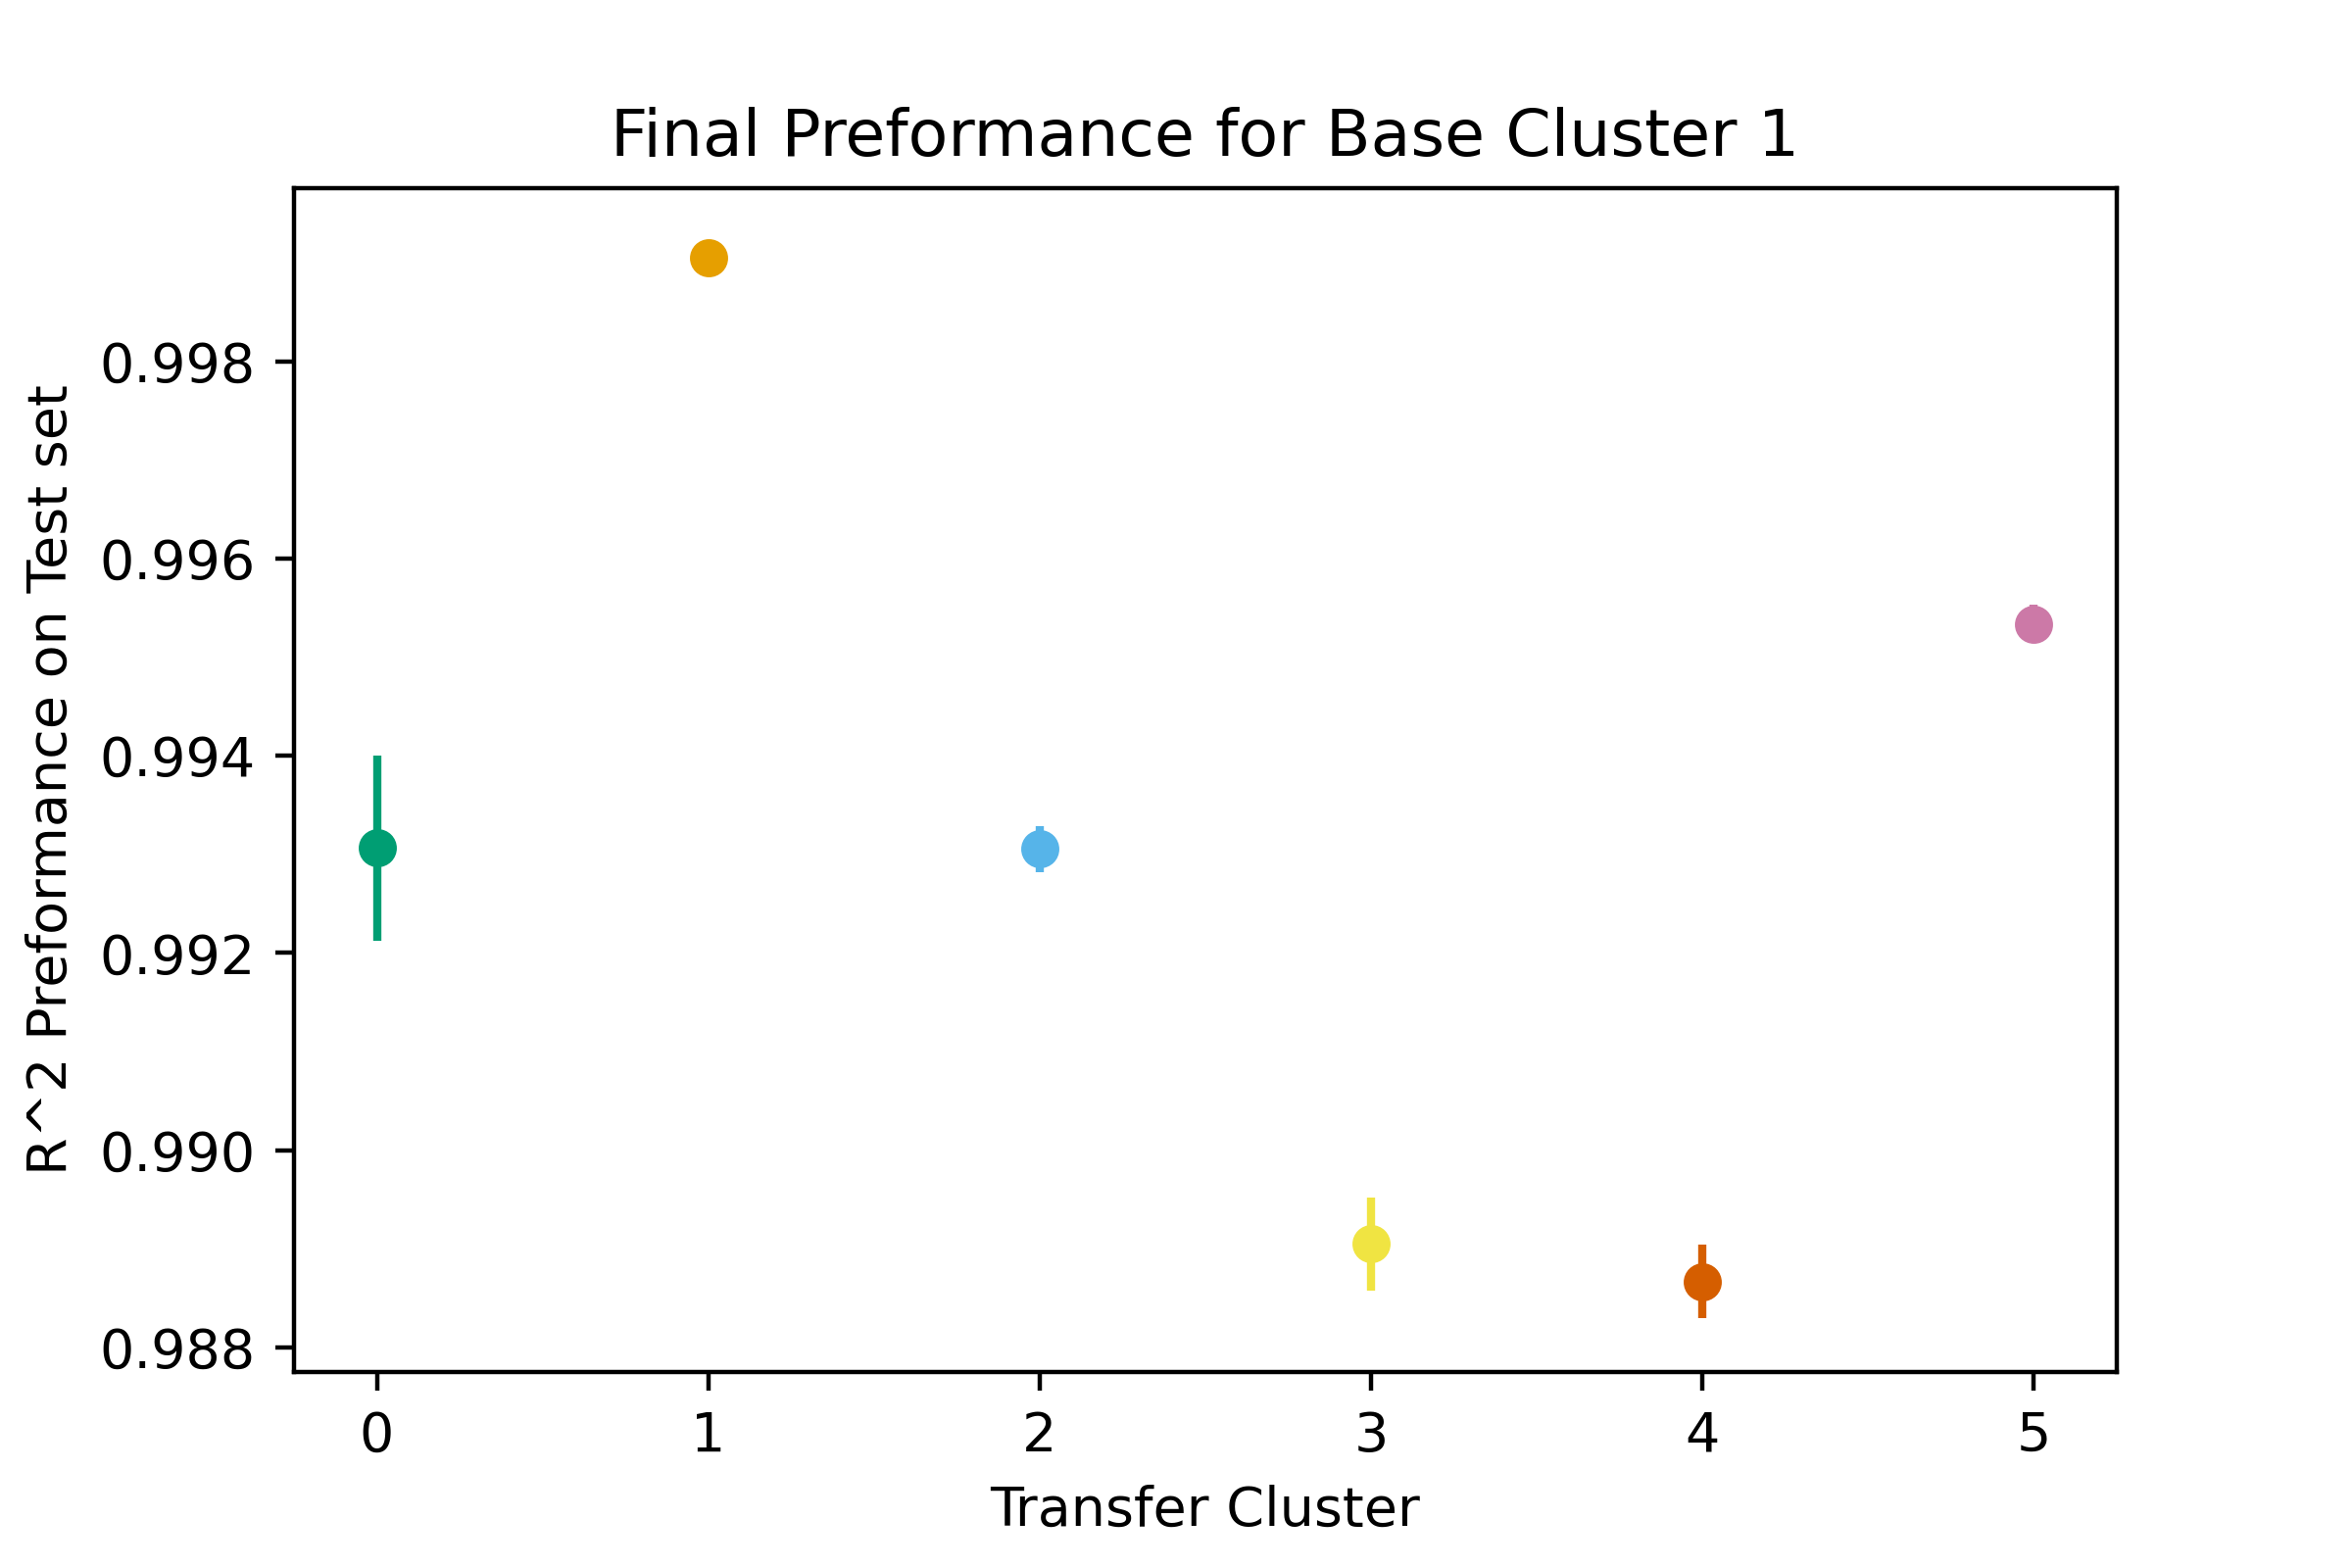 Final Preformance for Base Cluster 1
R^2 Preformance on Test set
0.998
0.996
0.994
0.992
0.990
0.988
0 1 2 3 4 5
Transfer Cluster